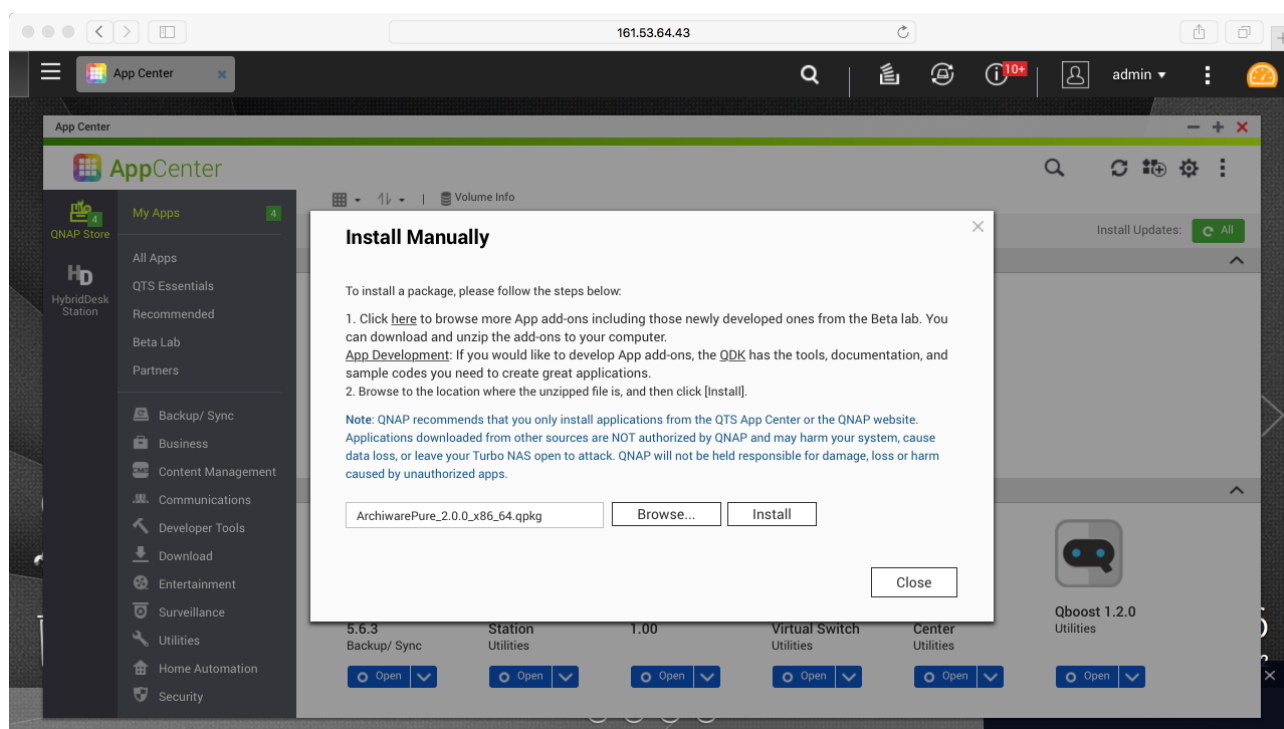 161.53.64.43
App Center
10+
admin
App Center
AppCenter
Volume Info
My Apps 4
4
QNAP Store
Install Updates: All
HD
HybridDesk
Station
All Apps
QTS Essentials
Recommended
Beta Lab
Partners
Backup/ Sync
Business
CMS Content Management
Communications
Developer Tools
Download
Entertainment
Surveillance
Utilities
Home Automation
Security
Install Manually
To install a package, please follow the steps below:
1. Click here to browse more App add-ons including those newly developed ones from the Beta lab. You
can download and unzip the add-ons to your computer.
App Development: If you would like to develop App add-ons, the QDK has the tools, documentation, and
sample codes you need to create great applications.
2. Browse to the location where the unzipped file is, and then click [Install].
Note: QNAP recommends that you only install applications from the QTS App Center or the QNAP website.
Applications downloaded from other sources are NOT authorized by QNAP and may harm your system, cause
data loss, or leave your Turbo NAS open to attack. QNAP will not be held responsible for damage, loss or harm
caused by unauthorized apps.
ArchiwarePure_2.0.0_x86_64.qpkg Browse... Install
Close
5.6.3 Station 1.00 Virtual Switch Center Qboost 1.2.0
Backup/ Sync Utilities Utilities Utilities Utilities
Open Open Open Open Open Open